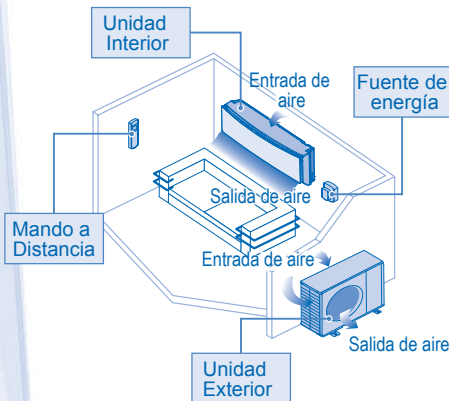 Unidad
Interior
Entrada de
aire
Fuente de
energía
Salida de aire
Mando a
Distancia
Entrada de aire
Salida de aire
Unidad
Exterior